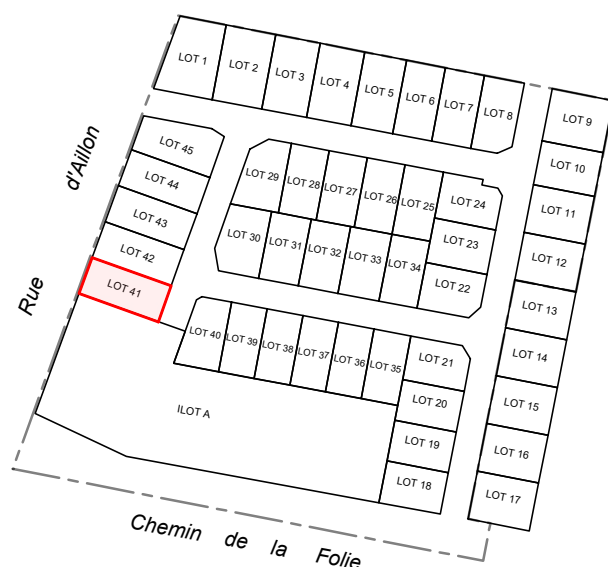 LOT 1
LOT 2
LOT 3
LOT 4
LOT 5
LOT 6
LOT 7
LOT 8
LOT 9
LOT 10
LOT 11
LOT 12
LOT 13
LOT 14
LOT 15
LOT 16
LOT 17
LOT 45
LOT 44
LOT 43
LOT 42
LOT 41
LOT 29
LOT 28
LOT 27
LOT 26
LOT 25
LOT 24
LOT 23
LOT 22
LOT 30
LOT 31
LOT 32
LOT 33
LOT 34
LOT 40
LOT 39
LOT 38
LOT 37
LOT 36
LOT 35
LOT 21
LOT 20
LOT 19
LOT 18
ILOT A
Rue d'Aillon
Chemin de la Folie